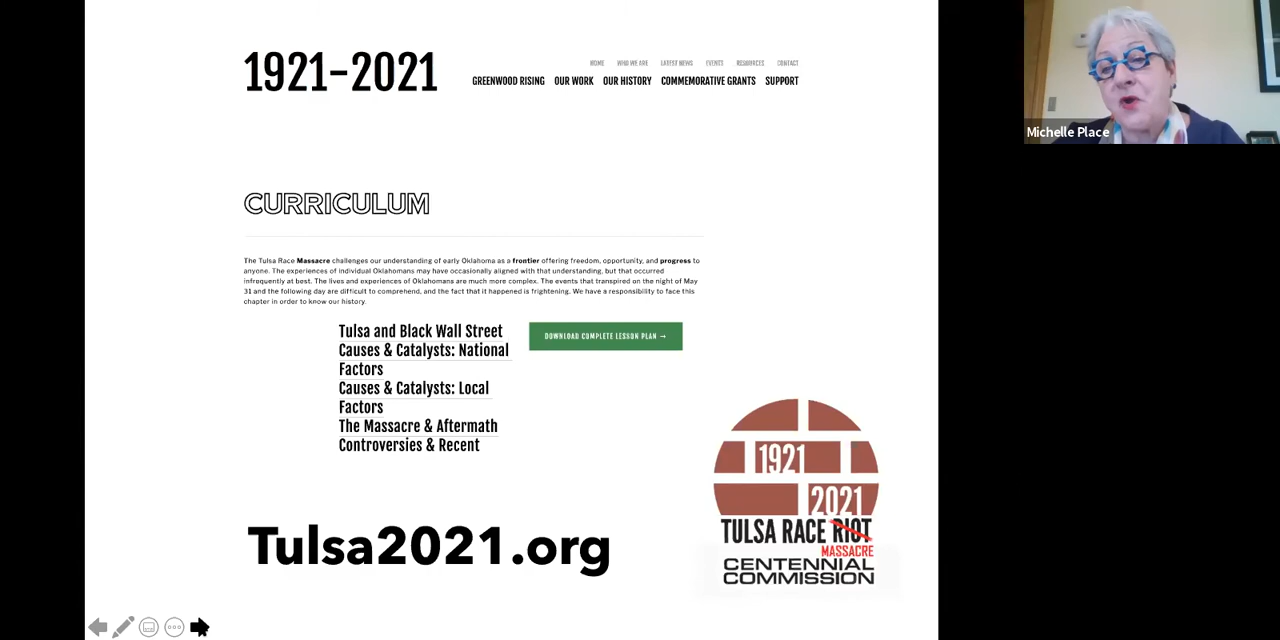 1921-2021
HOME WHO WE ARE LATEST NEWS EVENTS RESOURCES CONTACT
GREENWOOD RISING OUR WORK OUR HISTORY COMMEMORATIVE GRANTS SUPPORT
Michelle Place
CURRICULUM
The Tulsa Race Massacre challenges our understanding of early Oklahoma as a frontier offering freedom, opportunity, and progress to
anyone. The experiences of individual Oklahomans may have occasionally aligned with that understanding, but that occurred
infrequently at best. The lives and experiences of Oklahomans are much more complex. The events that transpired on the night of May
31 and the following day are difficult to comprehend, and the fact that it happened is frightening. We have a responsibility to face this
chapter in order to know our history.
Tulsa and Black Wall Street
Causes & Catalysts: National
Factors
Causes & Catalysts: Local
Factors
The Massacre & Aftermath
Controversies & Recent
DOWNLOAD COMPLETE LESSON PLAN →
Tulsa2021.org
1921
2021
TULSA RACE RIOT
MASSACRE
CENTENNIAL
COMMISSION